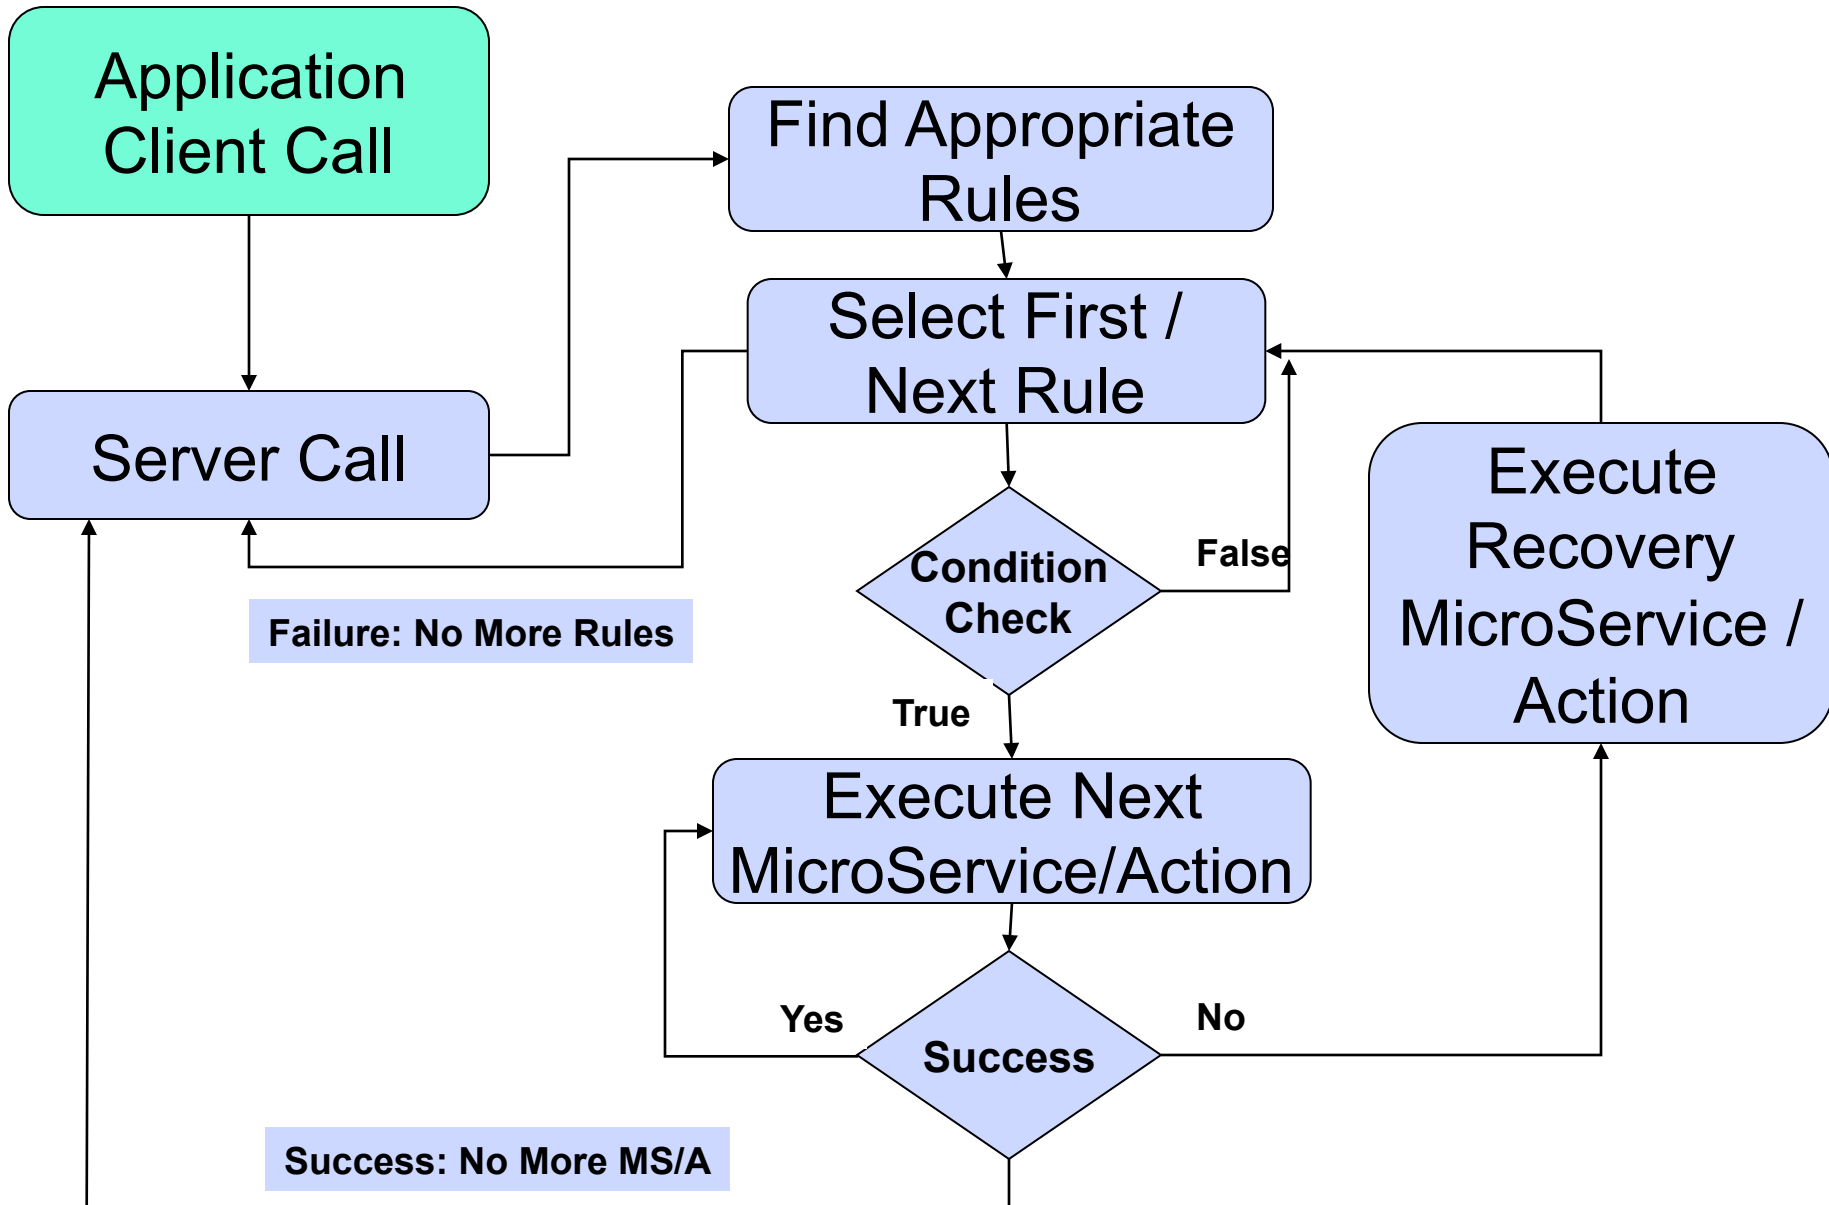 Application
Client Call
Find Appropriate
Rules
Select First /
Next Rule
Server Call
Execute
Recovery
MicroService /
Action
Condition
Check
False
Failure: No More Rules
True
Execute Next
MicroService/Action
Yes
No
Success
Success: No More MS/A